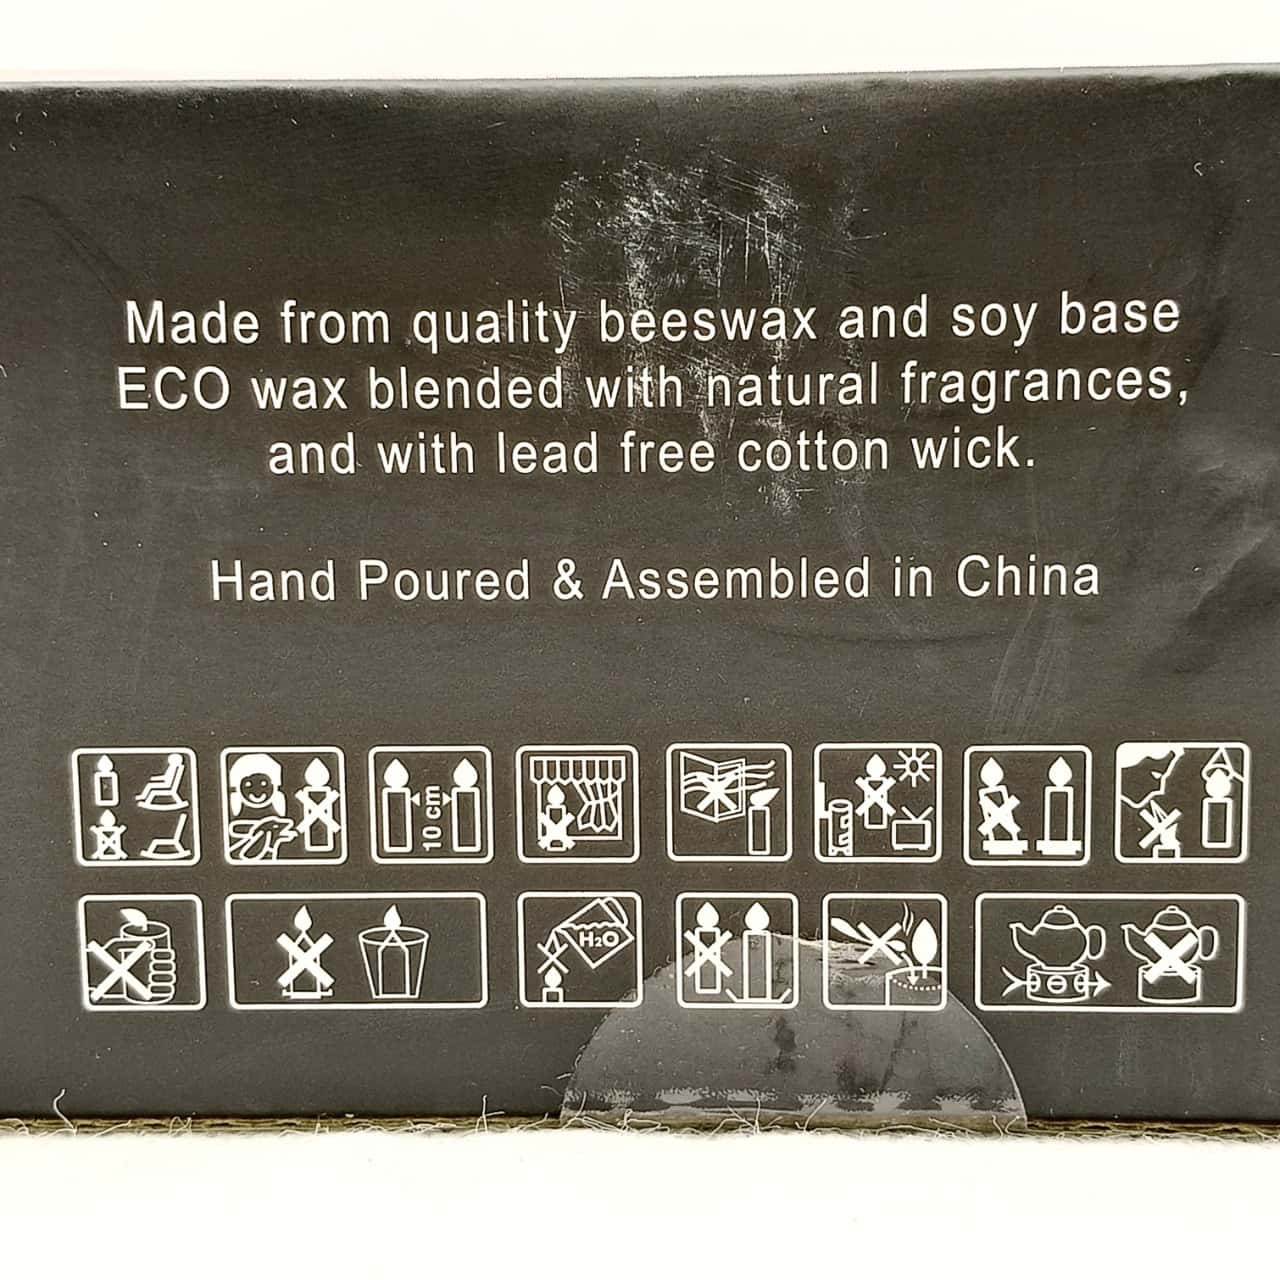 Made from quality beeswax and soy base
ECO wax blended with natural fragrances,
and with lead free cotton wick.
Hand Poured & Assembled in China
10 cm
H₂O